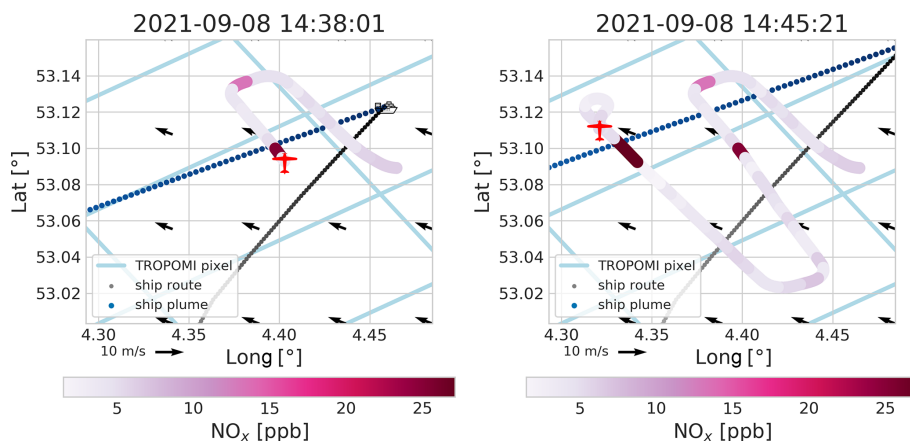 2021-09-08 14:38:01
Lat [°]
53.14
53.12
53.10
53.08
53.06
53.04
53.02
TROPOMI pixel
ship route
ship plume
4.30 4.35 4.40 4.45
10 m/s
Long [°]
5 10 15 20 25
NOx [ppb]
2021-09-08 14:45:21
Lat [°]
53.14
53.12
53.10
53.08
53.06
53.04
53.02
TROPOMI pixel
ship route
ship plume
4.30 4.35 4.40 4.45
10 m/s
Long [°]
5 10 15 20 25
NOx [ppb]